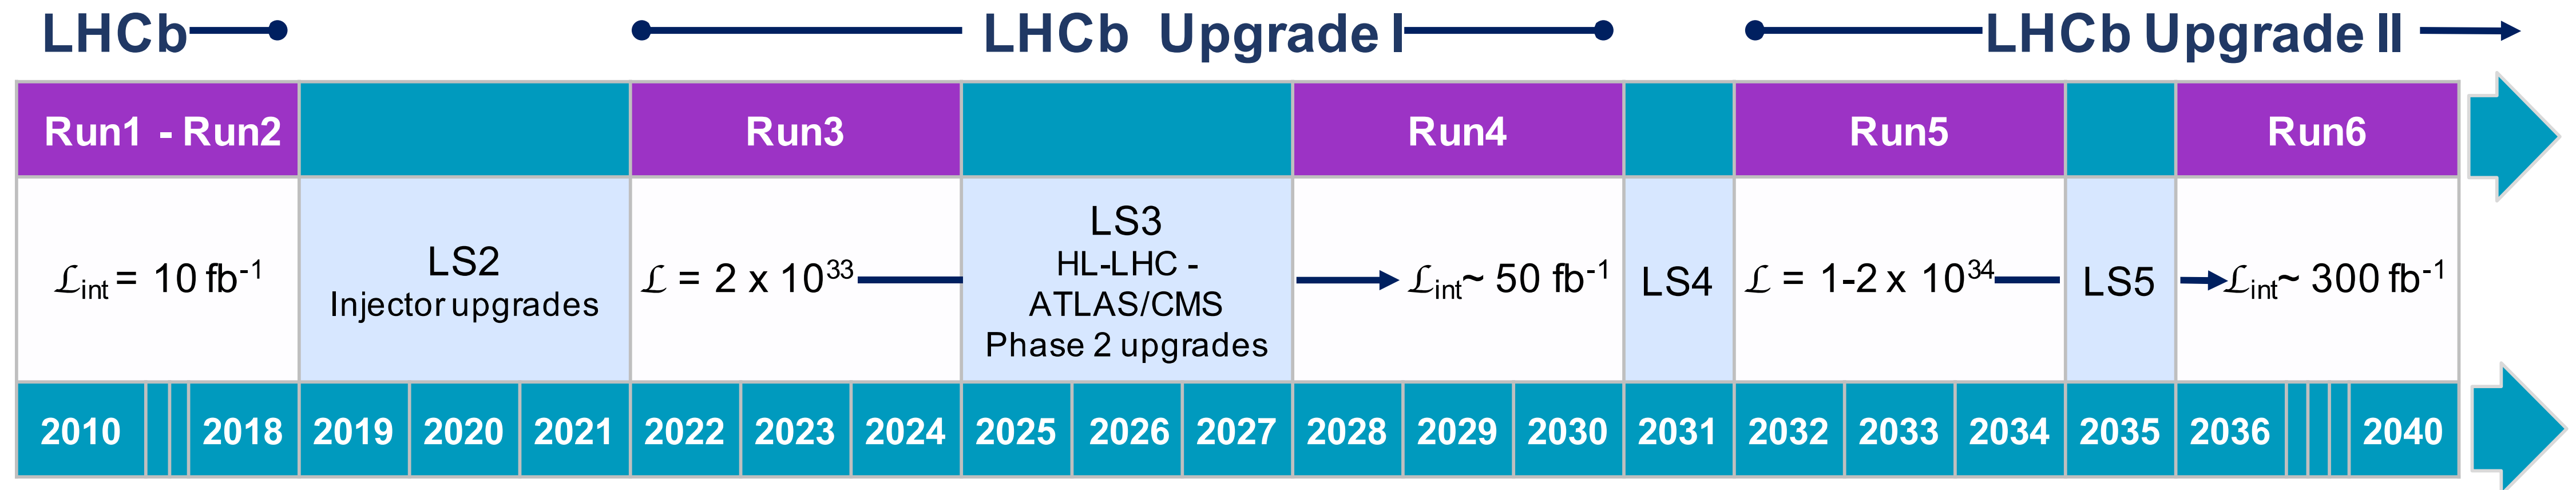 LHCb
LHCb Upgrade I
LHCb Upgrade II
Run1 - Run2
Run3
Run4
Run5
Run6
ℒint = 10 fb-1
LS2
Injector upgrades
ℒ = 2 x 10³³
LS3
HL-LHC -
ATLAS/CMS
Phase 2 upgrades
ℒint~ 50 fb-1
LS4
ℒ = 1-2 x 10³⁴
LS5
ℒint~ 300 fb-1
2010 2018 2019 2020 2021 2022 2023 2024 2025 2026 2027 2028 2029 2030 2031 2032 2033 2034 2035 2036 2040